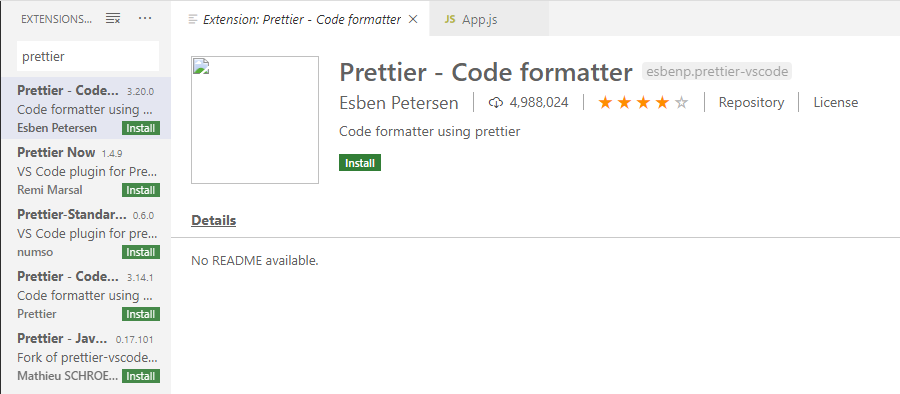 EXTENSIONS...
prettier
Prettier - Code... 3.20.0
Code formatter using ...
Esben Petersen Install
Prettier Now 1.4.9
VS Code plugin for Pre...
Remi Marsal Install
Prettier-Standar... 0.6.0
VS Code plugin for pre...
numso Install
Prettier - Code... 3.14.1
Code formatter using ...
Prettier Install
Prettier - Jav... 0.17.101
Fork of prettier-vscode...
Mathieu SCHROE... Install
Extension: Prettier - Code formatter
JS App.js
Prettier - Code formatter esbenp.prettier-vscode
Esben Petersen 4,988,024 Repository License
Code formatter using prettier
Install
Details
No README available.